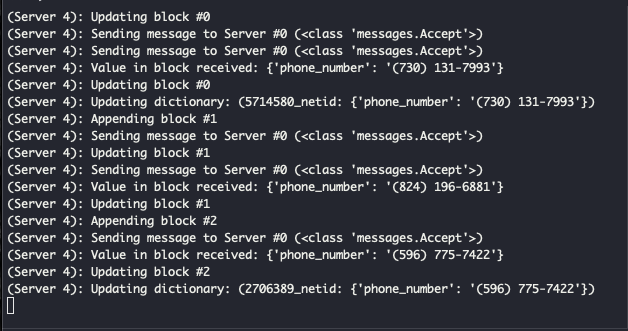 (Server 4): Updating block #0
(Server 4): Sending message to Server #0 (<class 'messages.Accept'>)
(Server 4): Sending message to Server #0 (<class 'messages.Accept'>)
(Server 4): Value in block received: {'phone_number': '(730) 131-7993'}
(Server 4): Updating block #0
(Server 4): Updating dictionary: (5714580_netid: {'phone_number': '(730) 131-7993'})
(Server 4): Appending block #1
(Server 4): Sending message to Server #0 (<class 'messages.Accept'>)
(Server 4): Updating block #1
(Server 4): Sending message to Server #0 (<class 'messages.Accept'>)
(Server 4): Value in block received: {'phone_number': '(824) 196-6881'}
(Server 4): Updating block #1
(Server 4): Appending block #2
(Server 4): Sending message to Server #0 (<class 'messages.Accept'>)
(Server 4): Value in block received: {'phone_number': '(596) 775-7422'}
(Server 4): Updating block #2
(Server 4): Updating dictionary: (2706389_netid: {'phone_number': '(596) 775-7422'})